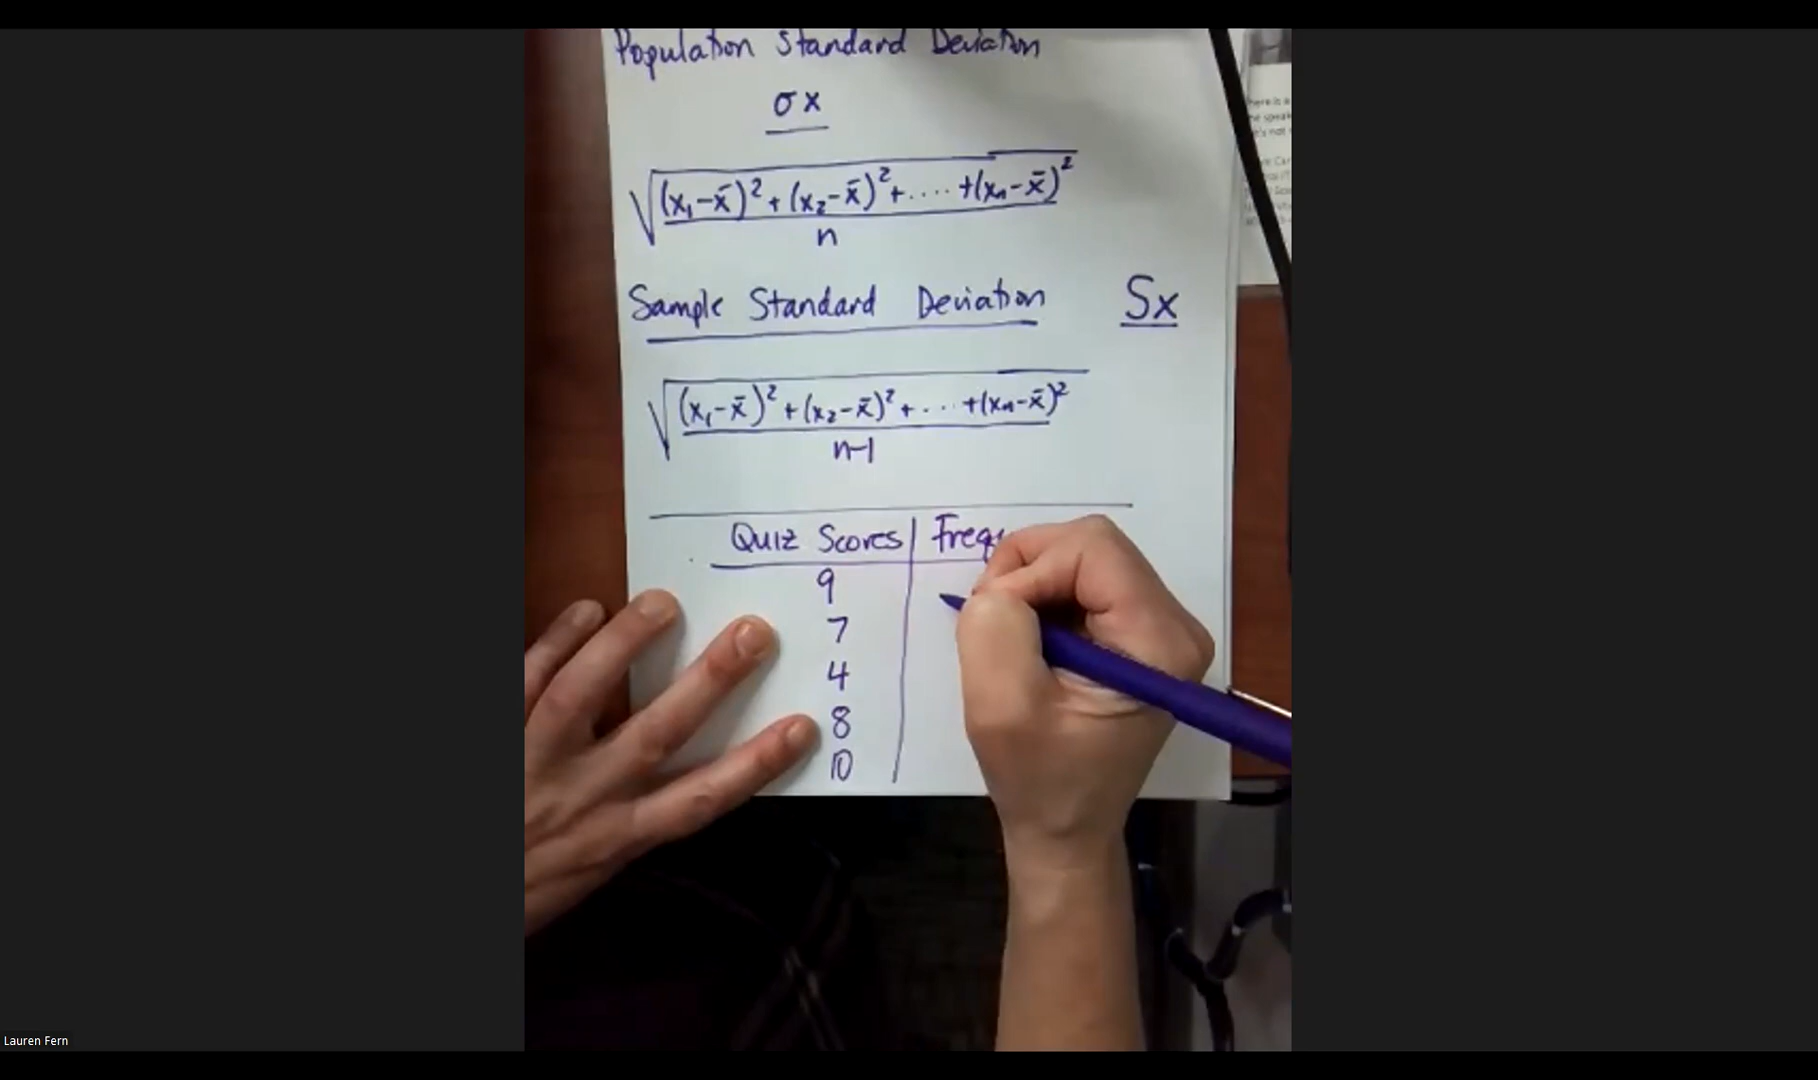 Population Standard Deviation
σx
√((x₁-x̄)²+(x₂-x̄)²+....+(xₙ-x̄)²
n
Sample Standard Deviation Sx
√((x₁-x̄)²+(x₂-x̄)²+....+(xₙ-x̄)²
n-1
Quiz Scores Freq
9
7
4
8
10
Lauren Fern